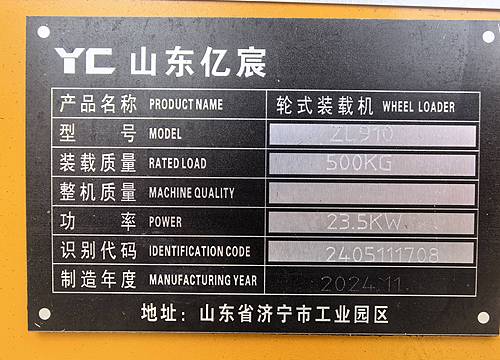 YC 山东亿宸
产品名称 PRODUCT NAME 轮式装载机 WHEEL LOADER
型 号 MODEL ZL910
装载质量 RATED LOAD 500KG
整机质量 MACHINE QUALITY
功 率 POWER 23.5KW
识别代码 IDENTIFICATION CODE 2405111708
制造年度 MANUFACTURING YEAR 2024.11
地址: 山东省济宁市工业园区